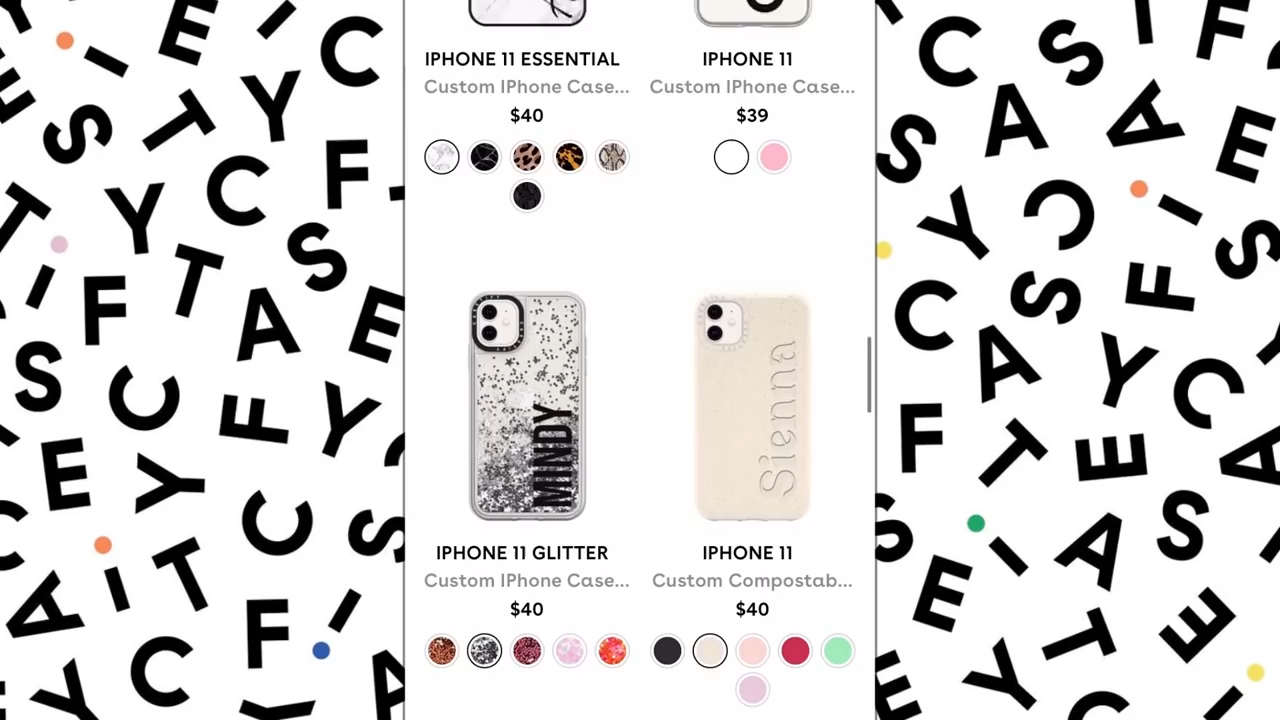 IPHONE 11 ESSENTIAL
Custom IPhone Case...
$40
IPHONE 11
Custom IPhone Case...
$39
MINDY
Sienna
IPHONE 11 GLITTER
Custom IPhone Case...
$40
IPHONE 11
Custom Compostab...
$40